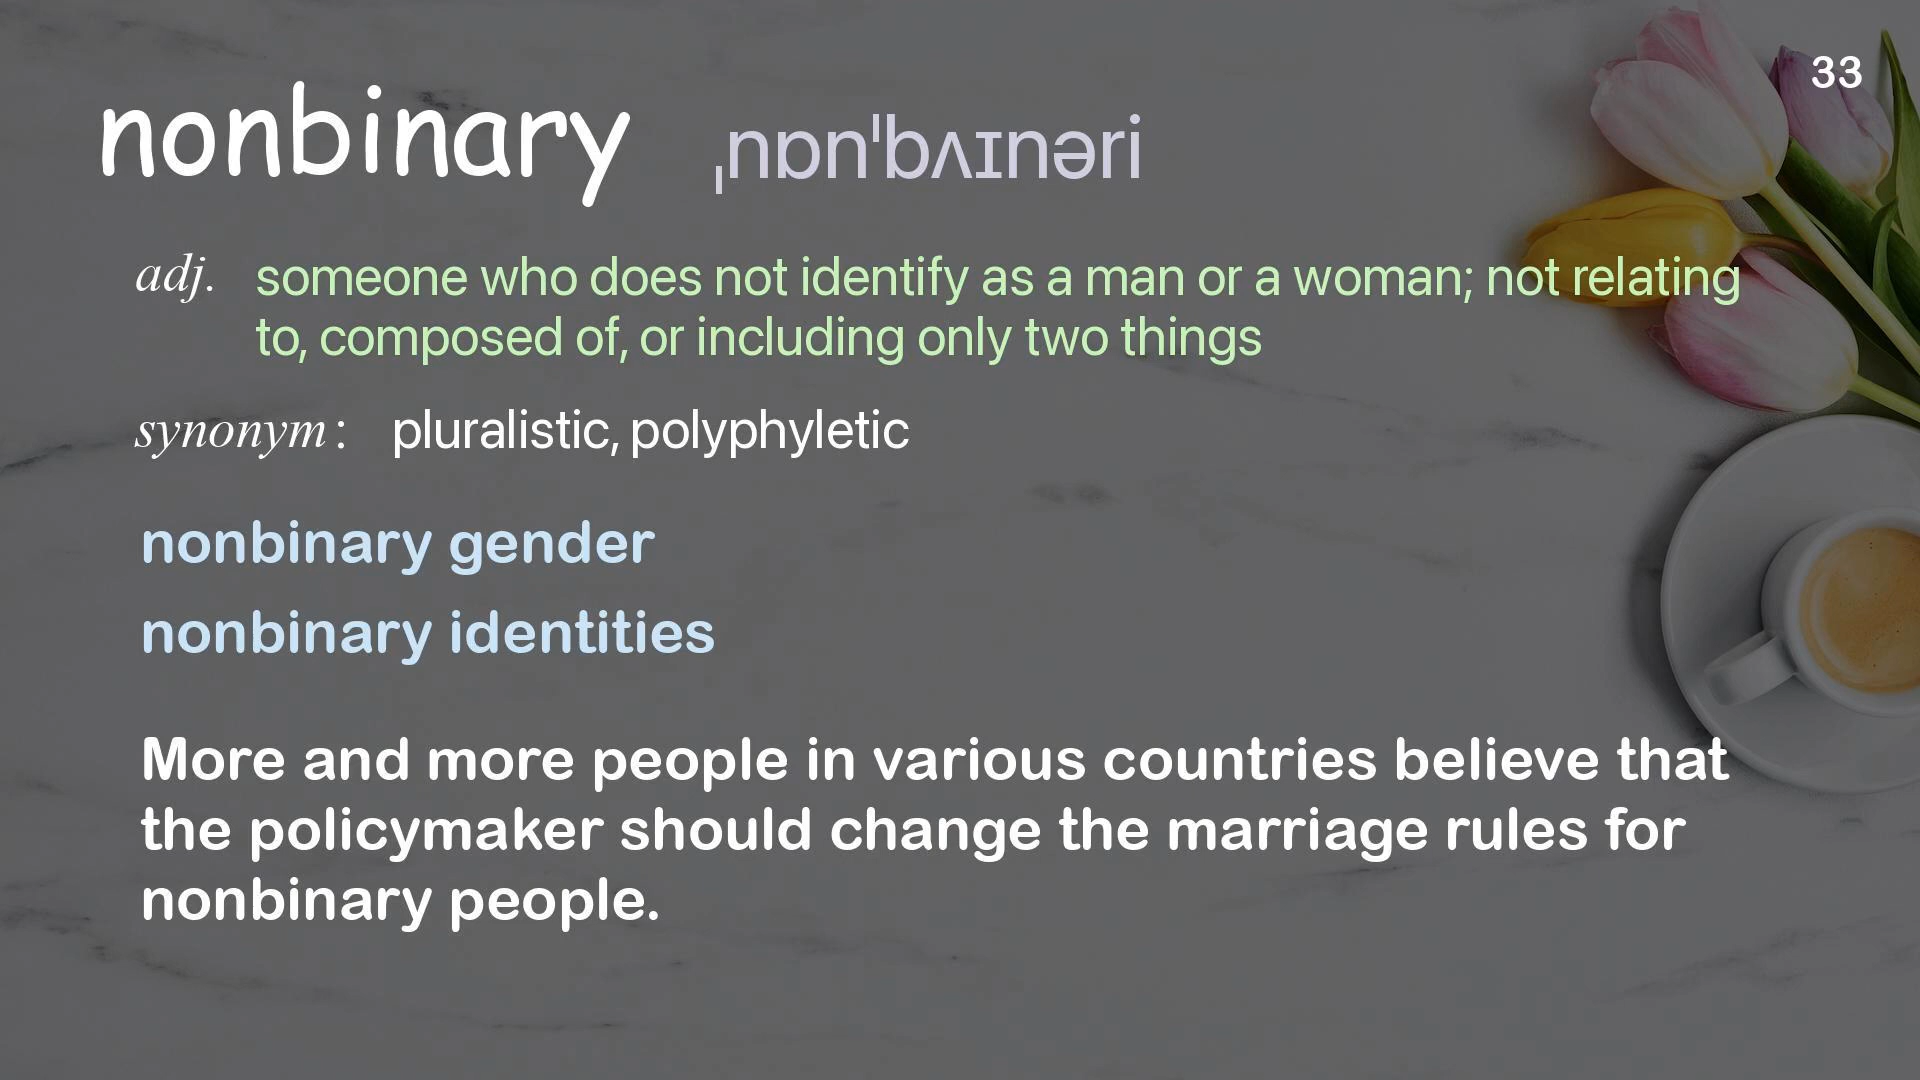 33
nonbinary ˌnɒnˈbʌɪnəri
adj. someone who does not identify as a man or a woman; not relating
to, composed of, or including only two things
synonym: pluralistic, polyphyletic
nonbinary gender
nonbinary identities
More and more people in various countries believe that
the policymaker should change the marriage rules for
nonbinary people.